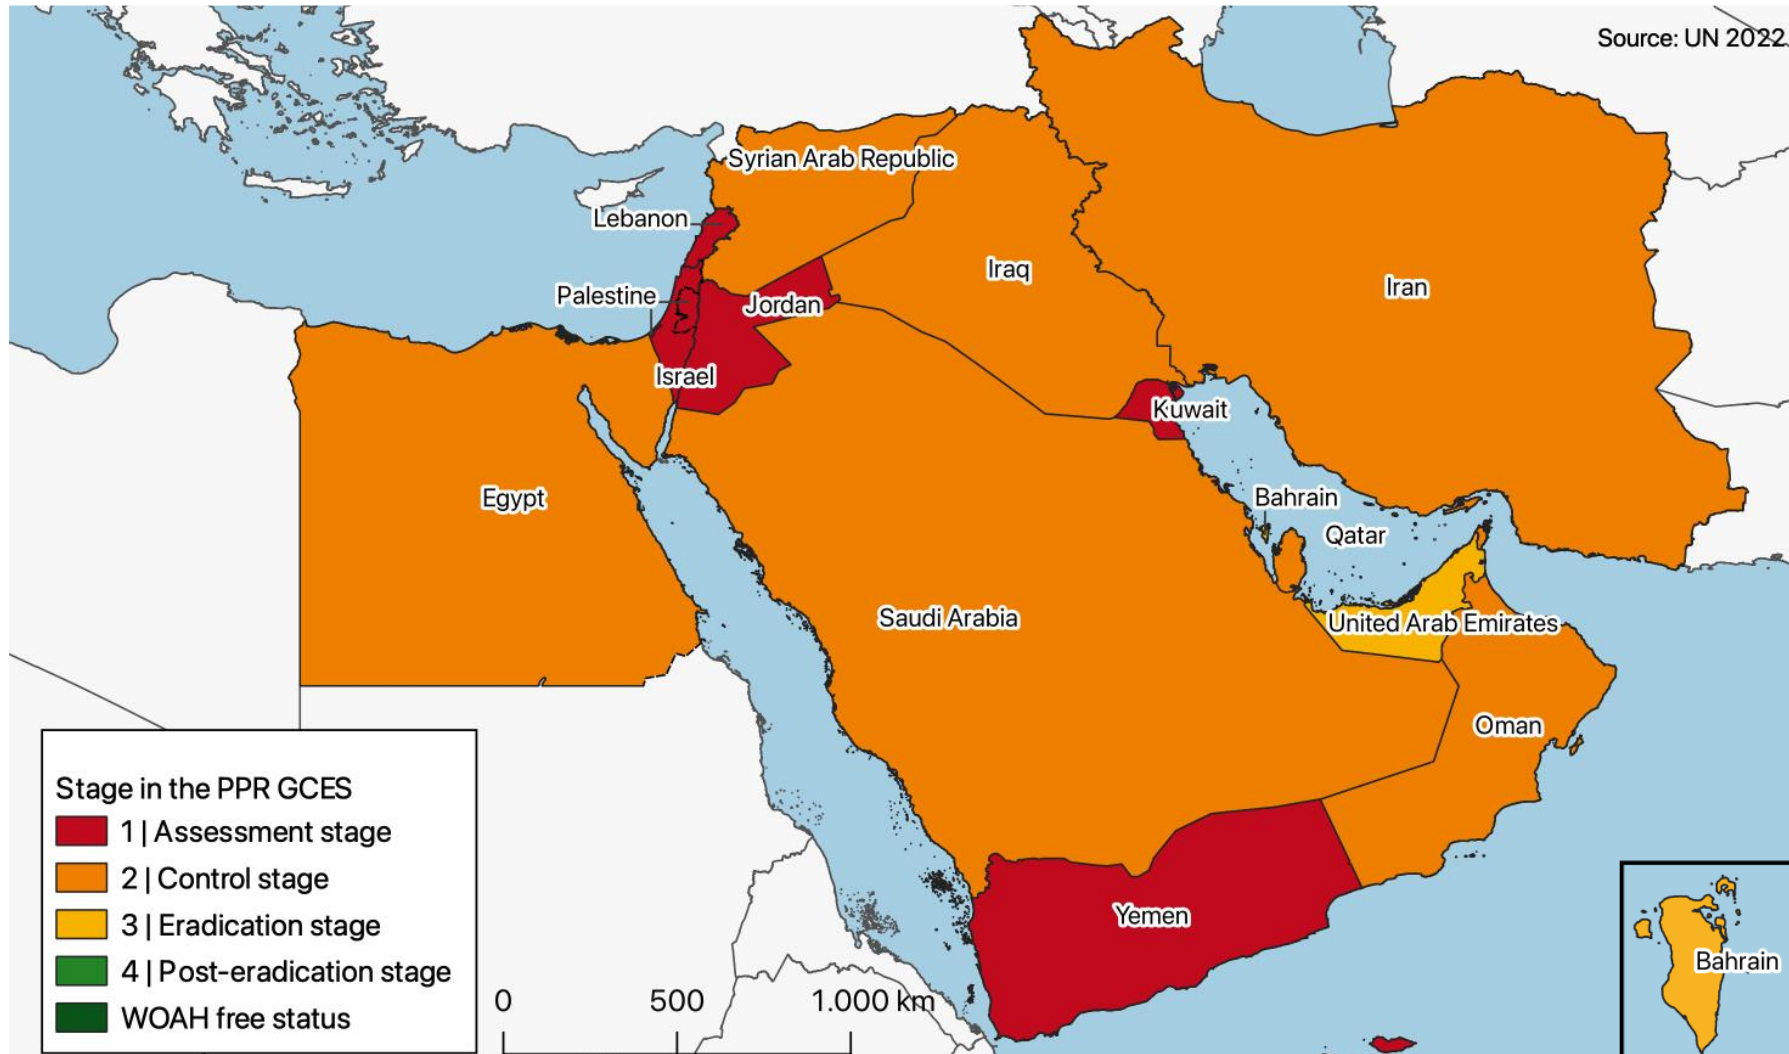 Source: UN 2022
Syrian Arab Republic
Lebanon
Iraq
Iran
Palestine
Jordan
Israel
Kuwait
Egypt
Bahrain
Qatar
Saudi Arabia
United Arab Emirates
Oman
Yemen
Bahrain
Stage in the PPR GCES
1 | Assessment stage
2 | Control stage
3 | Eradication stage
4 | Post-eradication stage
WOAH free status
0 500 1.000 km